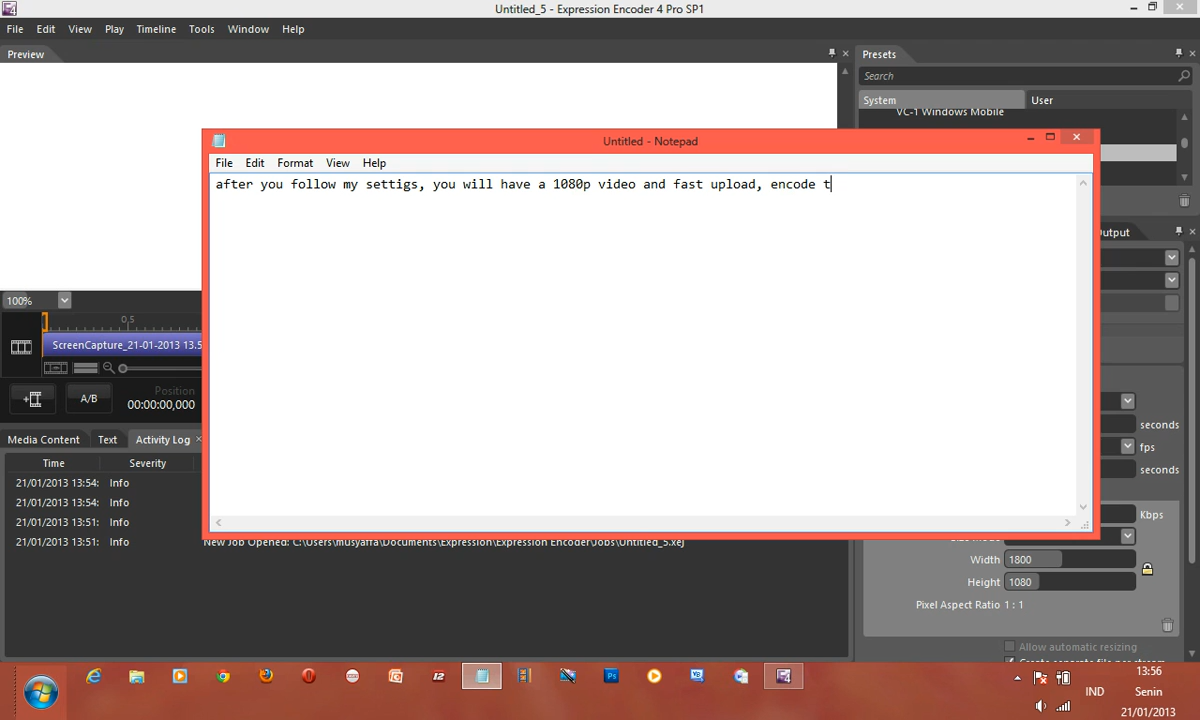 Untitled_5 - Expression Encoder 4 Pro SP1
File Edit View Play Timeline Tools Window Help
Preview
Presets
Search
System User
VC-1 Windows Mobile
Untitled - Notepad
File Edit Format View Help
after you follow my settigs, you will have a 1080p video and fast upload, encode t
Output
100%
0,5
ScreenCapture_21-01-2013 13.5
A/B
Position
00:00:00,000
seconds
fps
seconds
Kbps
Media Content Text Activity Log
Time Severity
21/01/2013 13:54: Info
21/01/2013 13:54: Info
21/01/2013 13:51: Info
21/01/2013 13:51: Info New Job Opened: C:\Users\musyaffa\Documents\Expression\Expression Encoder\Jobs\Untitled_5.xej
Width 1800
Height 1080
Pixel Aspect Ratio 1 : 1
Allow automatic resizing
Create separate file per stream
IND
13:56
Senin
21/01/2013